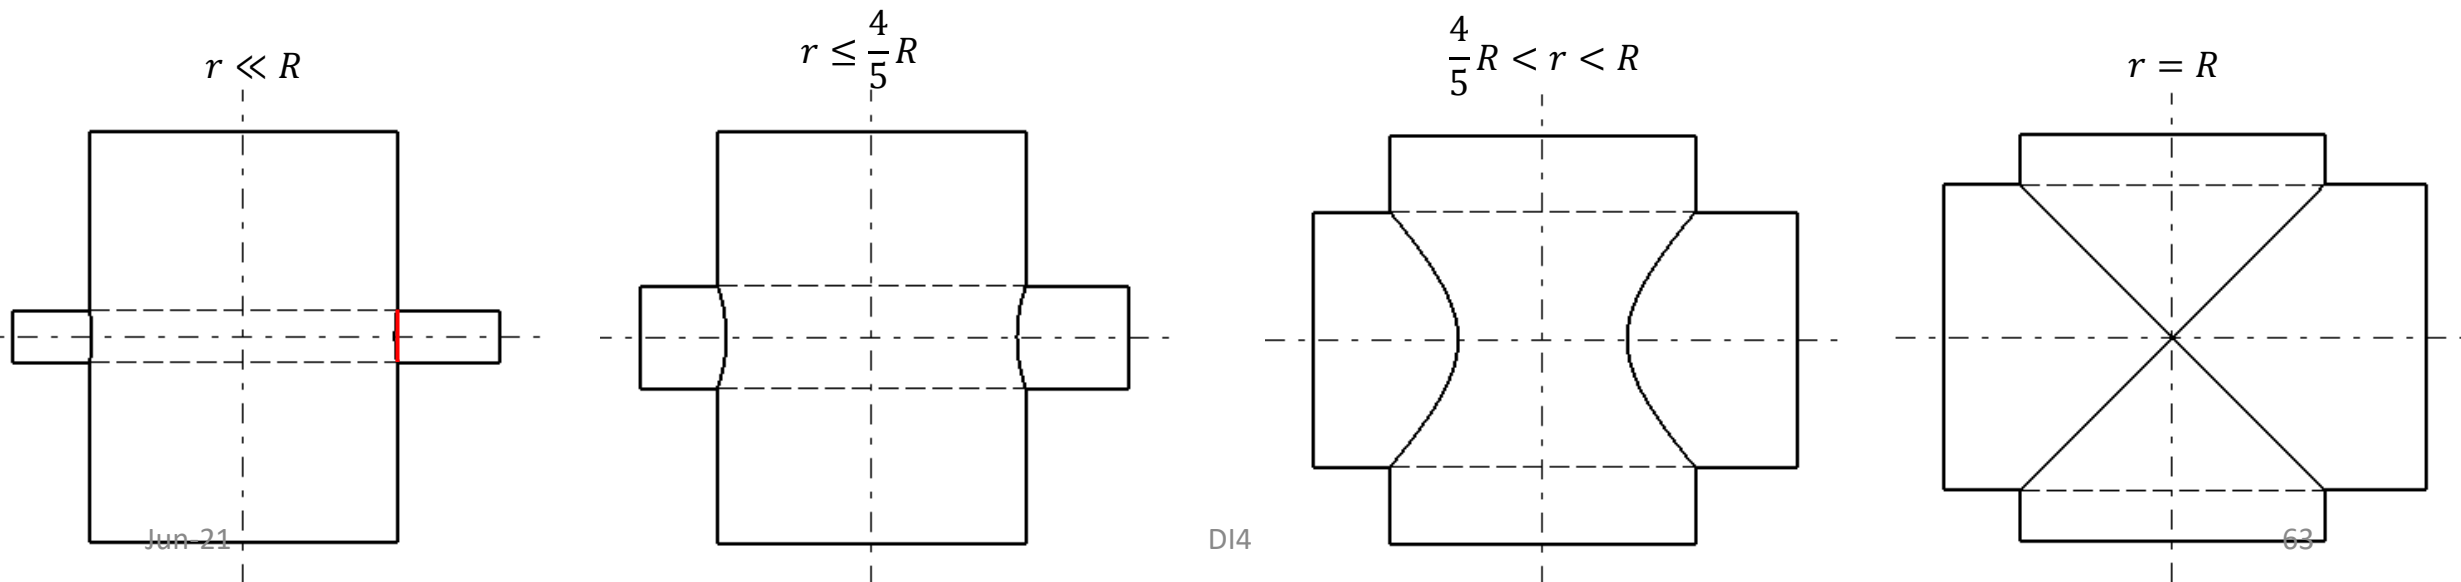 r ≪ R
r ≤ 4/5 R
4/5 R < r < R
r = R
Jun-21
DI4
63